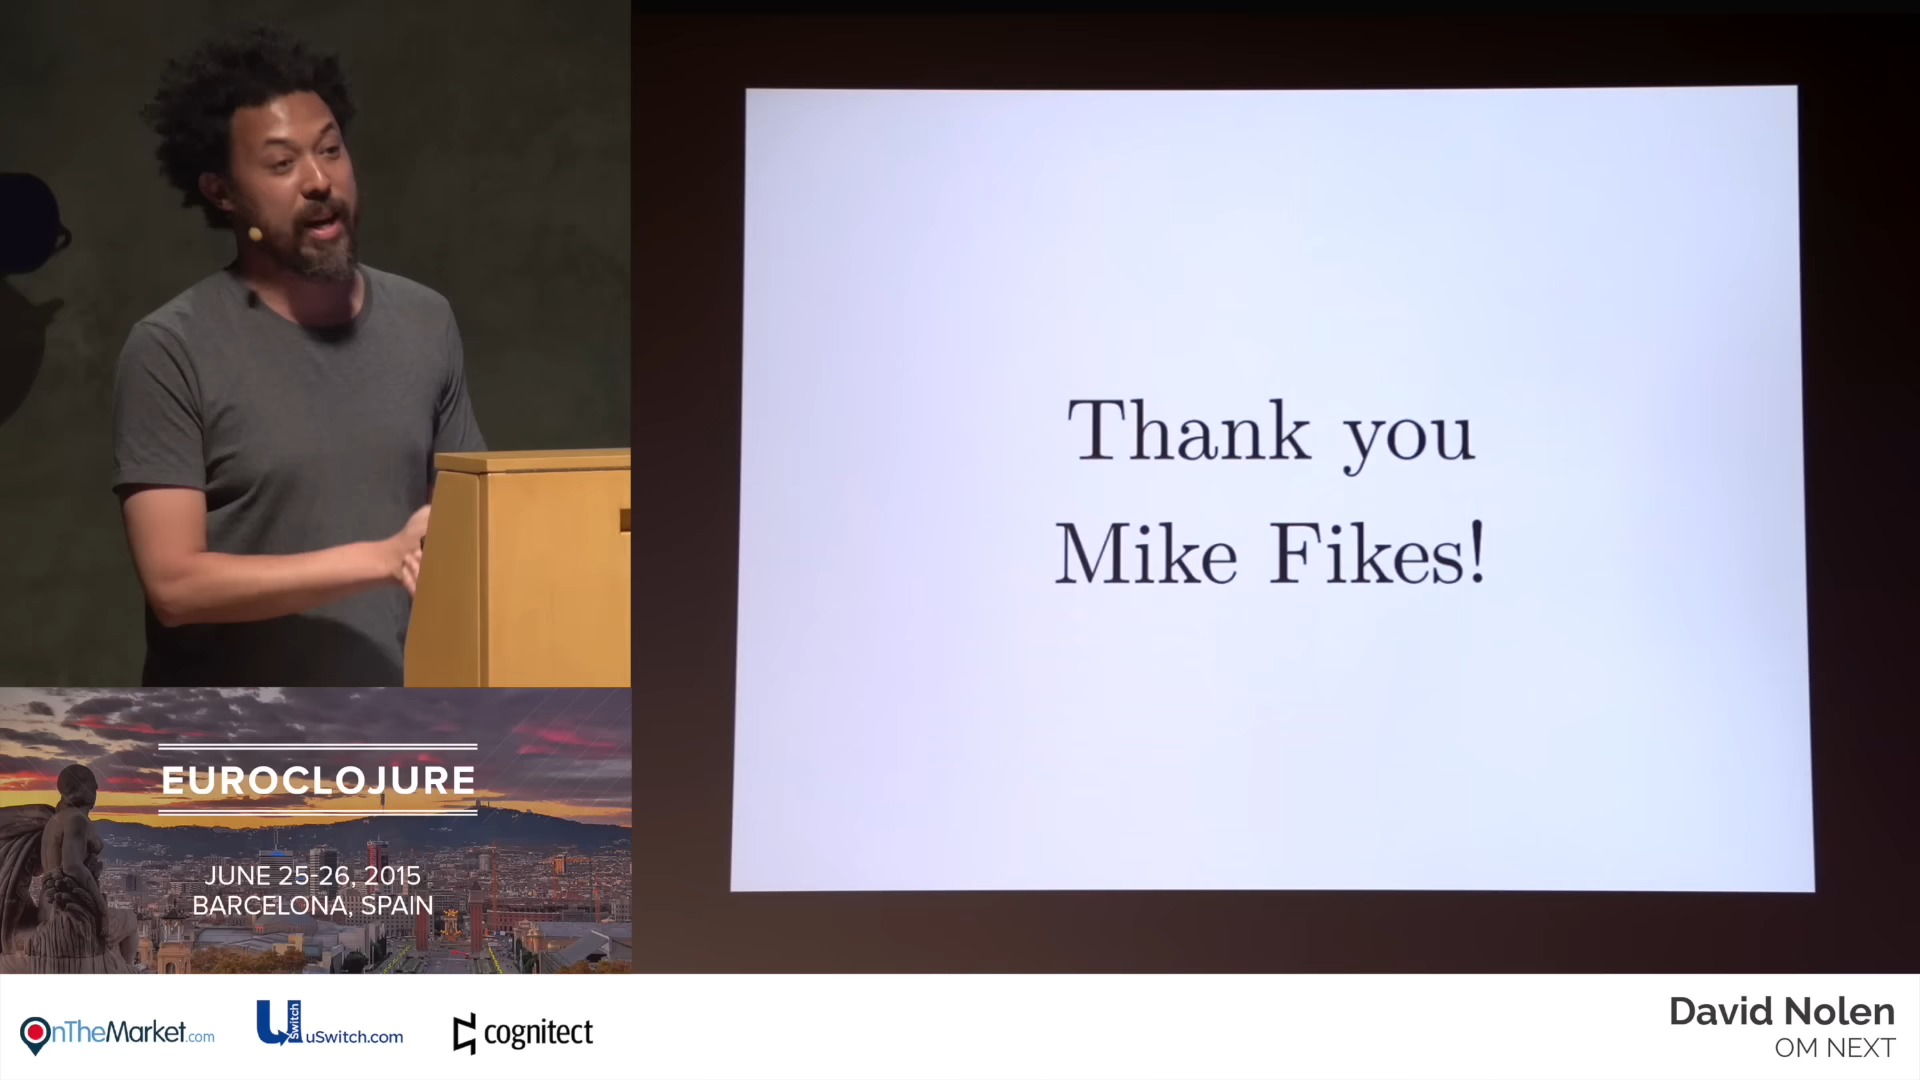 Thank you
Mike Fikes!
EUROCLOJURE
JUNE 25-26, 2015
BARCELONA, SPAIN
OnTheMarket.com
uSwitch
uSwitch.com
cognitect
David Nolen
OM NEXT